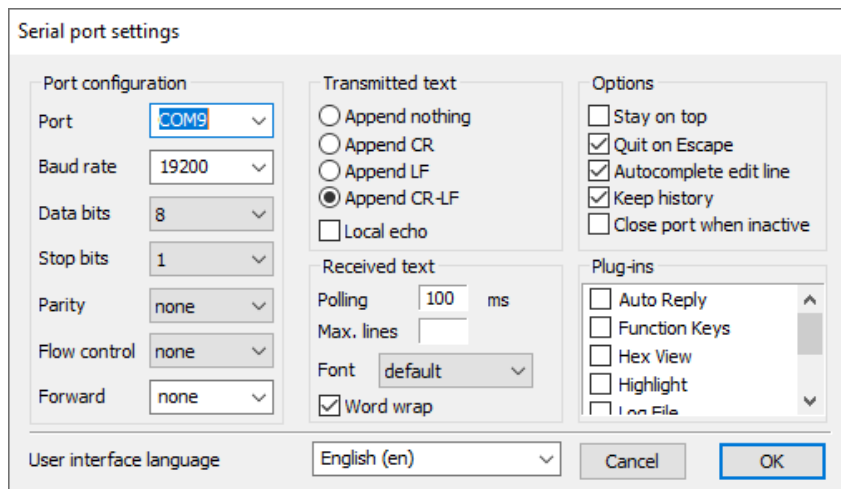 Serial port settings
Port configuration
Port COM9
Baud rate 19200
Data bits 8
Stop bits 1
Parity none
Flow control none
Forward none
Transmitted text
Append nothing
Append CR
Append LF
Append CR-LF
Local echo
Received text
Polling 100 ms
Max. lines
Font default
Word wrap
Options
Stay on top
Quit on Escape
Autocomplete edit line
Keep history
Close port when inactive
Plug-ins
Auto Reply
Function Keys
Hex View
Highlight
Log File
User interface language English (en) Cancel OK